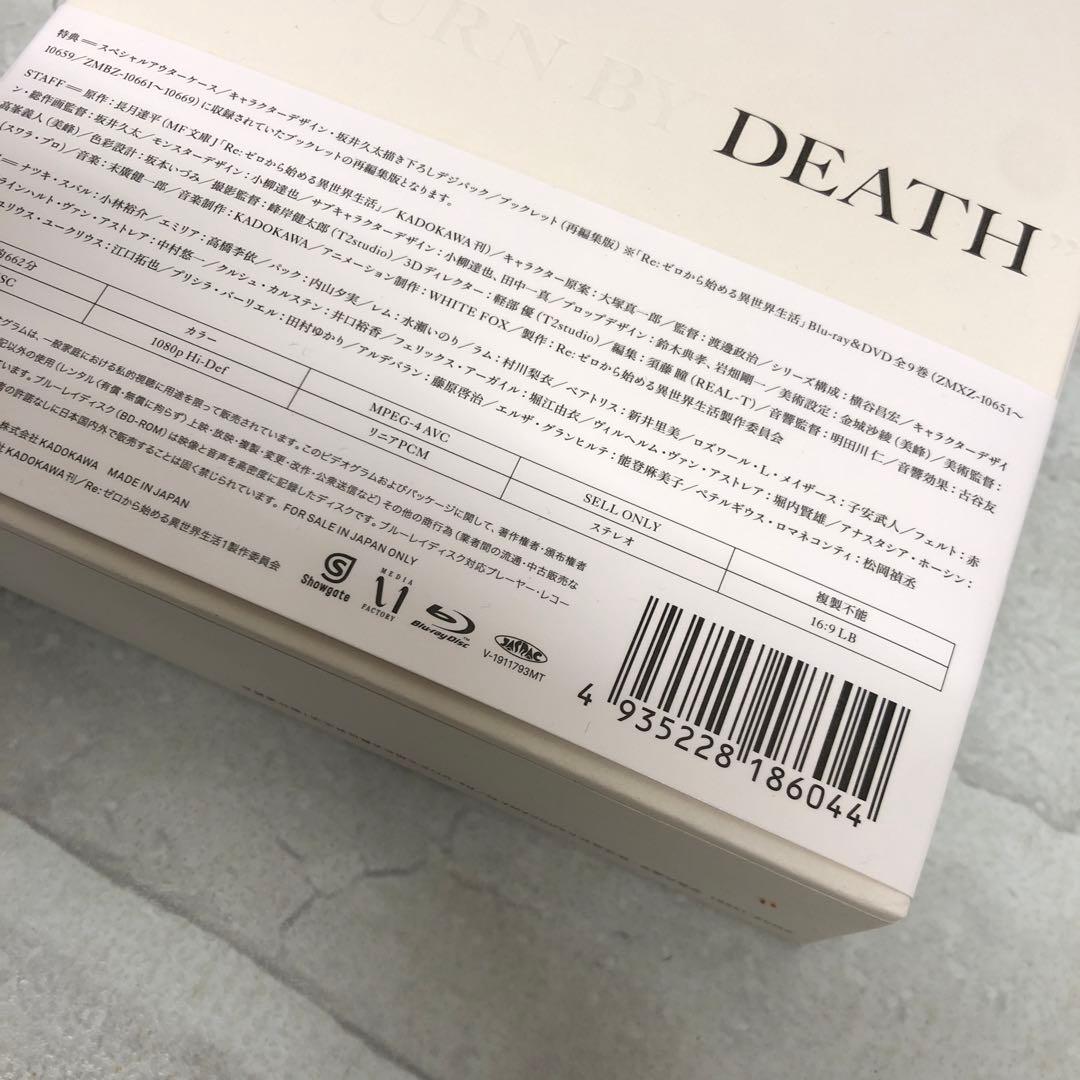 URN BY
DEATH”
特典＝スペシャルアウターケース／キャラクターデザイン・坂井久太描き下ろしデジパック／ブックレット（再編集版）※「Re:ゼロから始める異世界生活」Blu-ray＆DVD 全9巻（ZMXZ-10651～
10659／ZMBZ-10661～10669）に収録されていたブックレットの再編集版となります。
STAFF＝原作：長月達平（MF文庫J「Re:ゼロから始める異世界生活」／KADOKAWA刊）／キャラクター原案：大塚真一郎／監督：渡邊政治／シリーズ構成：横谷昌宏／キャラクターデザイ
ン・総作画監督：坂井久太／モンスターデザイン：小柳達也／サブキャラクターデザイン：小柳達也、田中一真／プロップデザイン：鈴木典孝、岩畑剛一／美術設定：金城沙綾（美峰）／美術監督：
高峯義人（美峰）／色彩設計：坂本いづみ／撮影監督：峰岸健太郎（T2studio）／3Dディレクター：軽部 優（T2studio）／編集：須藤 瞳（REAL-T）／音響監督：明田川 仁／音響効果：古谷友
（スワラ・プロ）／音楽：末廣健一郎／音楽制作：KADOKAWA／アニメーション制作：WHITE FOX／製作：Re:ゼロから始める異世界生活製作委員会
＝ナツキ・スバル：小林裕介／エミリア：高橋李依／パック：内山夕実／レム：水瀬いのり／ラム：村川梨衣／ベアトリス：新井里美／ロズワール・L・メイザース：子安武人／フェルト：赤
ラインハルト・ヴァン・アストレア：中村悠一／クルシュ・カルステン：井口裕香／フェリックス・アーガイル：堀江由衣／ヴィルヘルム・ヴァン・アストレア：堀内賢雄／アナスタシア・ホーシン：
ユリウス・ユークリウス：江口拓也／プリシラ・バーリエル：田村ゆかり／アルデバラン：藤原啓治／エルザ・グランヒルテ：能登麻美子／ペテルギウス・ロマネコンティ：松岡禎丞
662分 カラー MPEG-4 AVC SELL ONLY 複製不能
SC 1080p Hi-Def リニアPCM ステレオ 16:9 LB
グラムは、一般家庭における私的視聴に用途を限って販売されています。このビデオグラムおよびパッケージに関して、著作権者・頒布権者
記以外の使用（レンタル（有償・無償に拘らず）上映・放映・複製・変更・改作・公衆送信など）その他の商行為（業者間の流通・中古販売な
ています。ブルーレイディスク（BD-ROM）は映像と音声を高密度に記録したディスクです。ブルーレイディスク対応プレーヤー・レコー
者の許諾なしに日本国内外で販売することは固く禁じられています。FOR SALE IN JAPAN ONLY
株式会社KADOKAWA MADE IN JAPAN
KADOKAWA刊／Re:ゼロから始める異世界生活1製作委員会
Showgate
MEDIA
FACTORY
Blu-ray Disc™
JASRAC
V-1911793MT
4 935228 186044